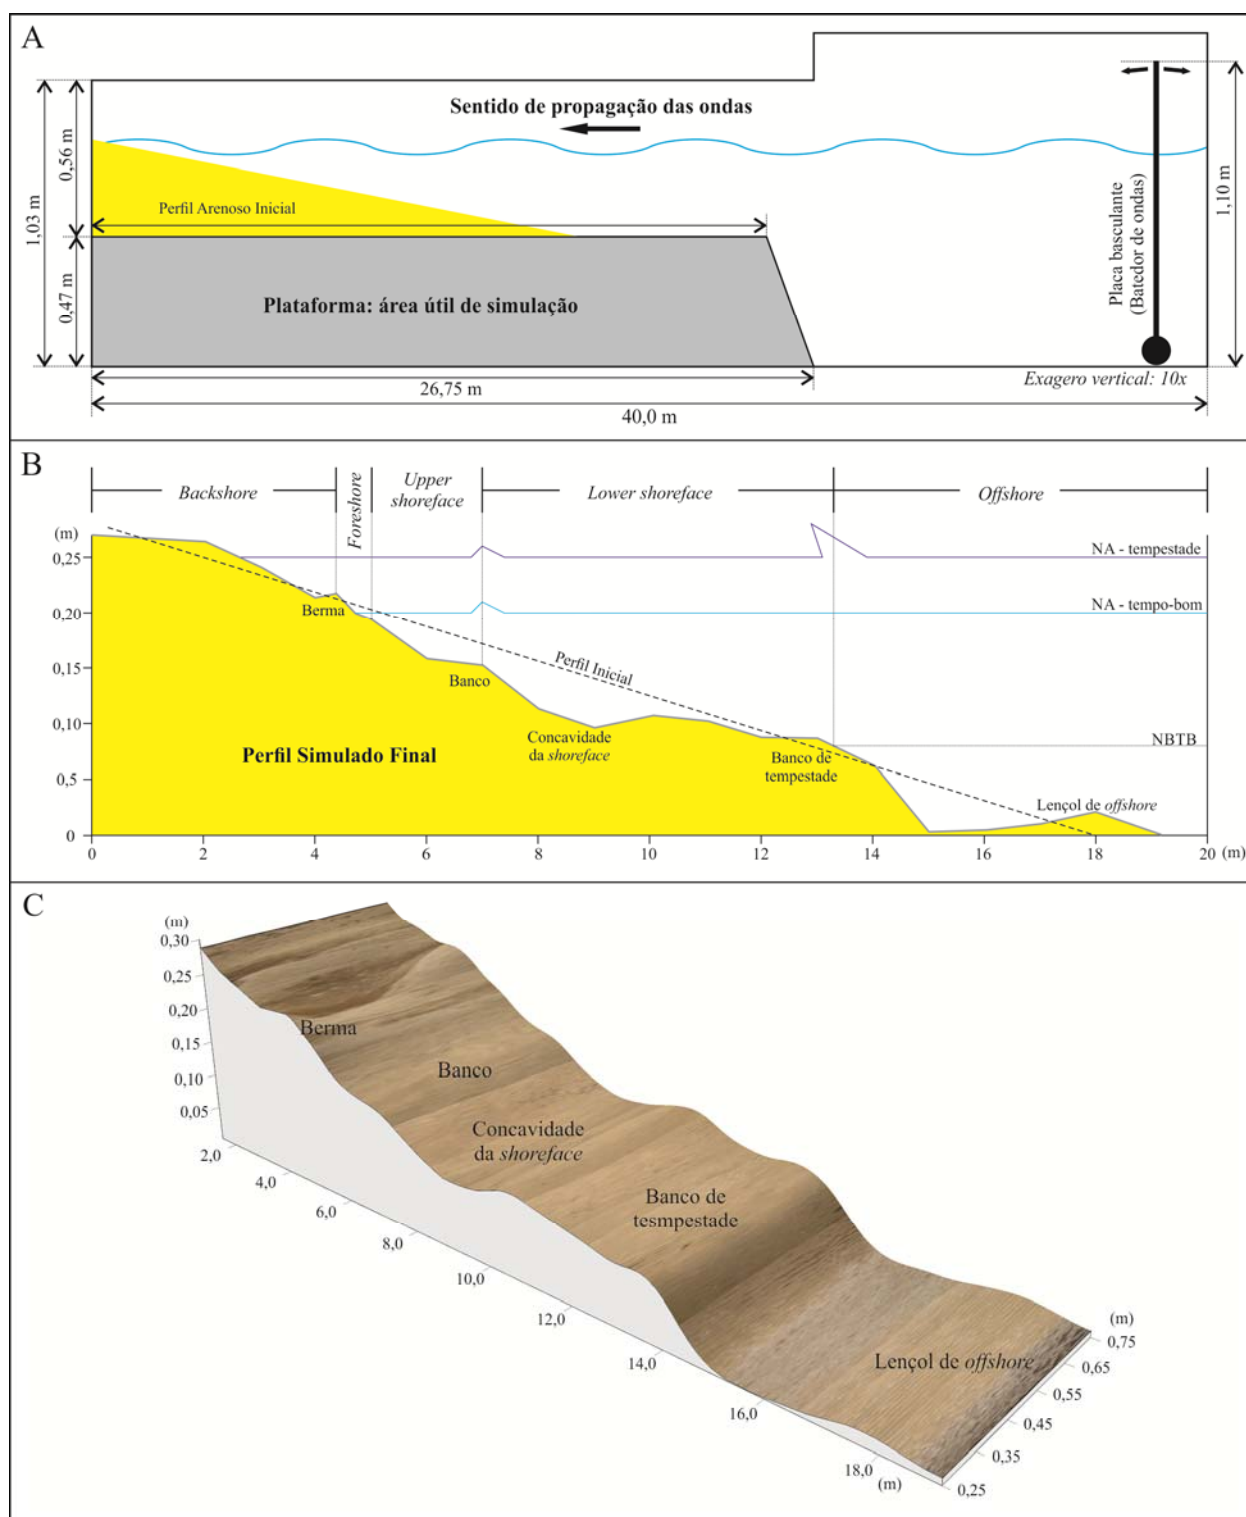 A
Sentido de propagação das ondas
0,56 m
1,03 m
Perfil Arenoso Inicial
0,47 m
Plataforma: área útil de simulação
Placa basculante
(Batedor de ondas)
1,10 m
26,75 m
Exagero vertical: 10x
40,0 m
B
Backshore
Foreshore
Upper
shoreface
Lower shoreface
Offshore
(m)
0,25
NA - tempestade
0,20
Berma
NA - tempo-bom
0,15
Banco
Perfil Inicial
0,10
Concavidade
da shoreface
NBTB
Perfil Simulado Final
Banco de
tempestade
0,5
Lençol de offshore
0
0 2 4 6 8 10 12 14 16 18 20 (m)
C
(m)
0,30
0,25
0,20
0,15
0,10
0,05
Berma
Banco
Concavidade
da shoreface
Banco de
tesmpestade
Lençol de offshore
2,0
4,0
6,0
8,0
10,0
12,0
14,0
16,0
18,0
(m)
(m)
0,75
0,65
0,55
0,45
0,35
0,25